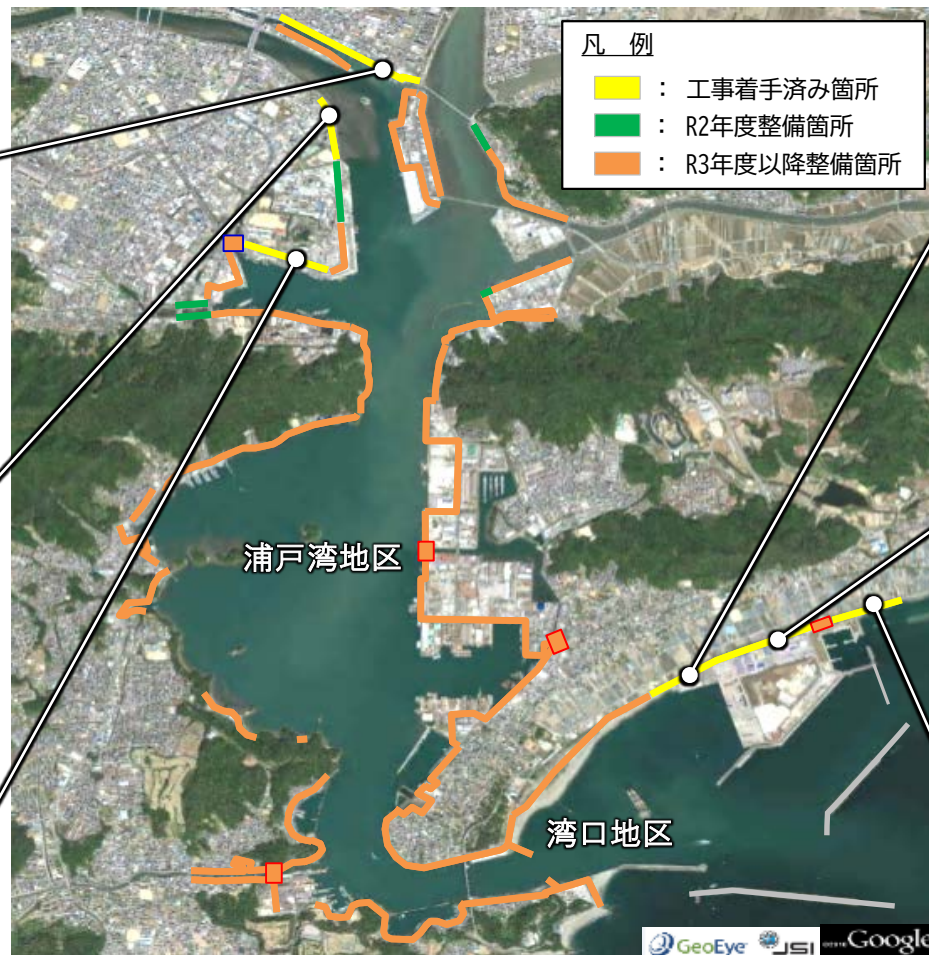 凡 例
： 工事着手済み箇所
： R2年度整備箇所
： R3年度以降整備箇所
浦戸湾地区
湾口地区
GeoEye JSI Google